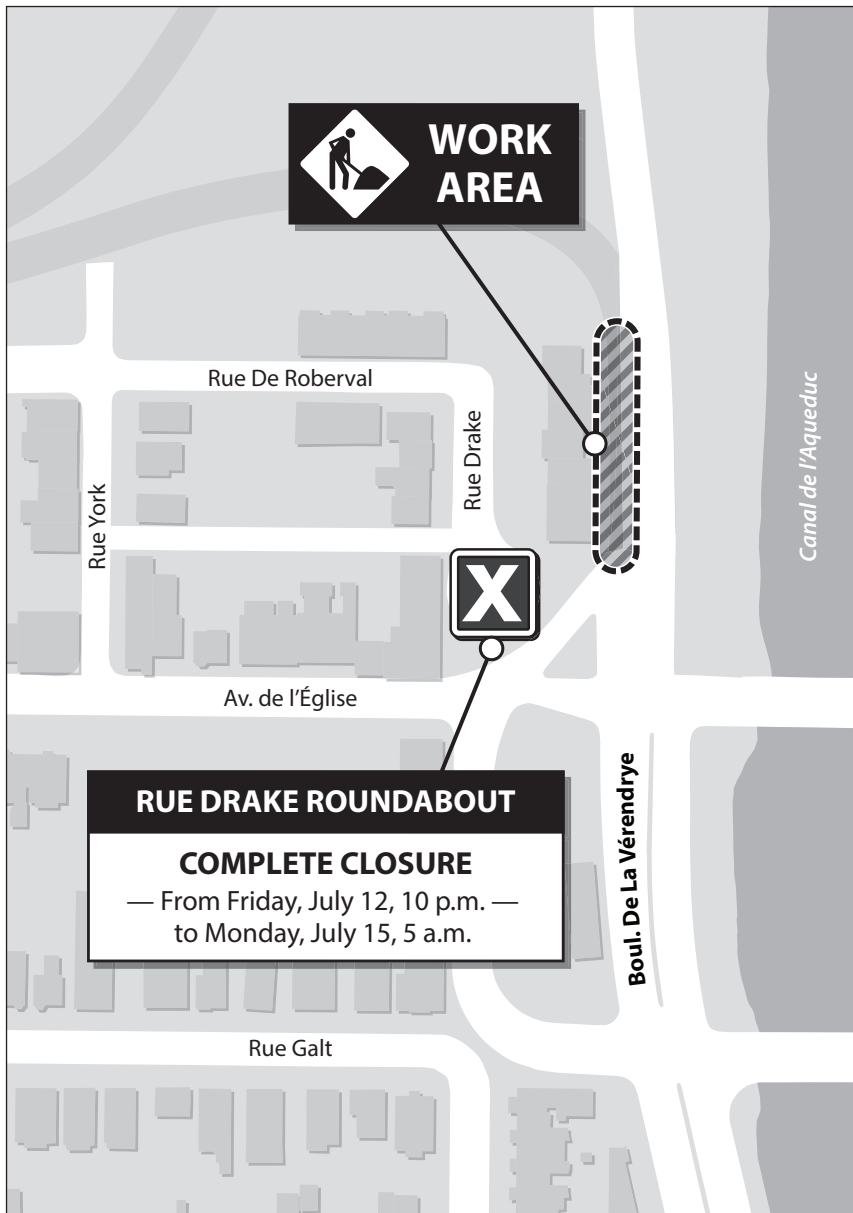 WORK
AREA
Rue De Roberval
Rue Drake
Rue York
Canal de l'Aqueduc
X
Av. de l'Église
RUE DRAKE ROUNDABOUT
COMPLETE CLOSURE
— From Friday, July 12, 10 p.m. —
to Monday, July 15, 5 a.m.
Boul. De La Vérendrye
Rue Galt